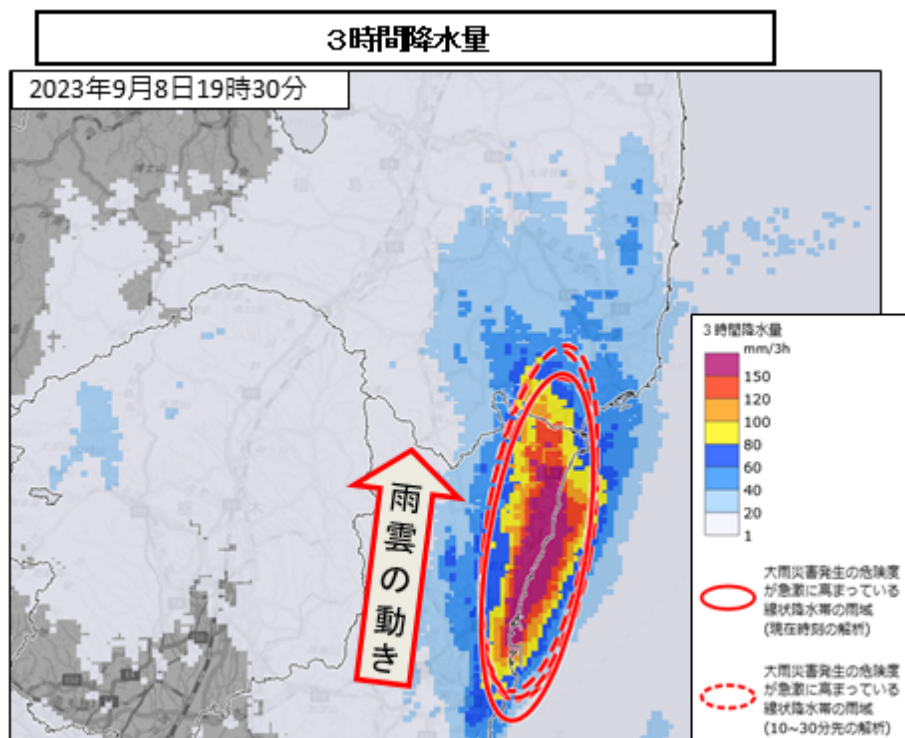 ３時間降水量
2023年9月8日19時30分
雨雲の動き
３時間降水量
mm/3h
150
120
100
80
60
40
20
1
大雨災害発生の危険度
が急激に高まっている
線状降水帯の雨域
(現在時刻の解析)
大雨災害発生の危険度
が急激に高まっている
線状降水帯の雨域
(10~30分先の解析)